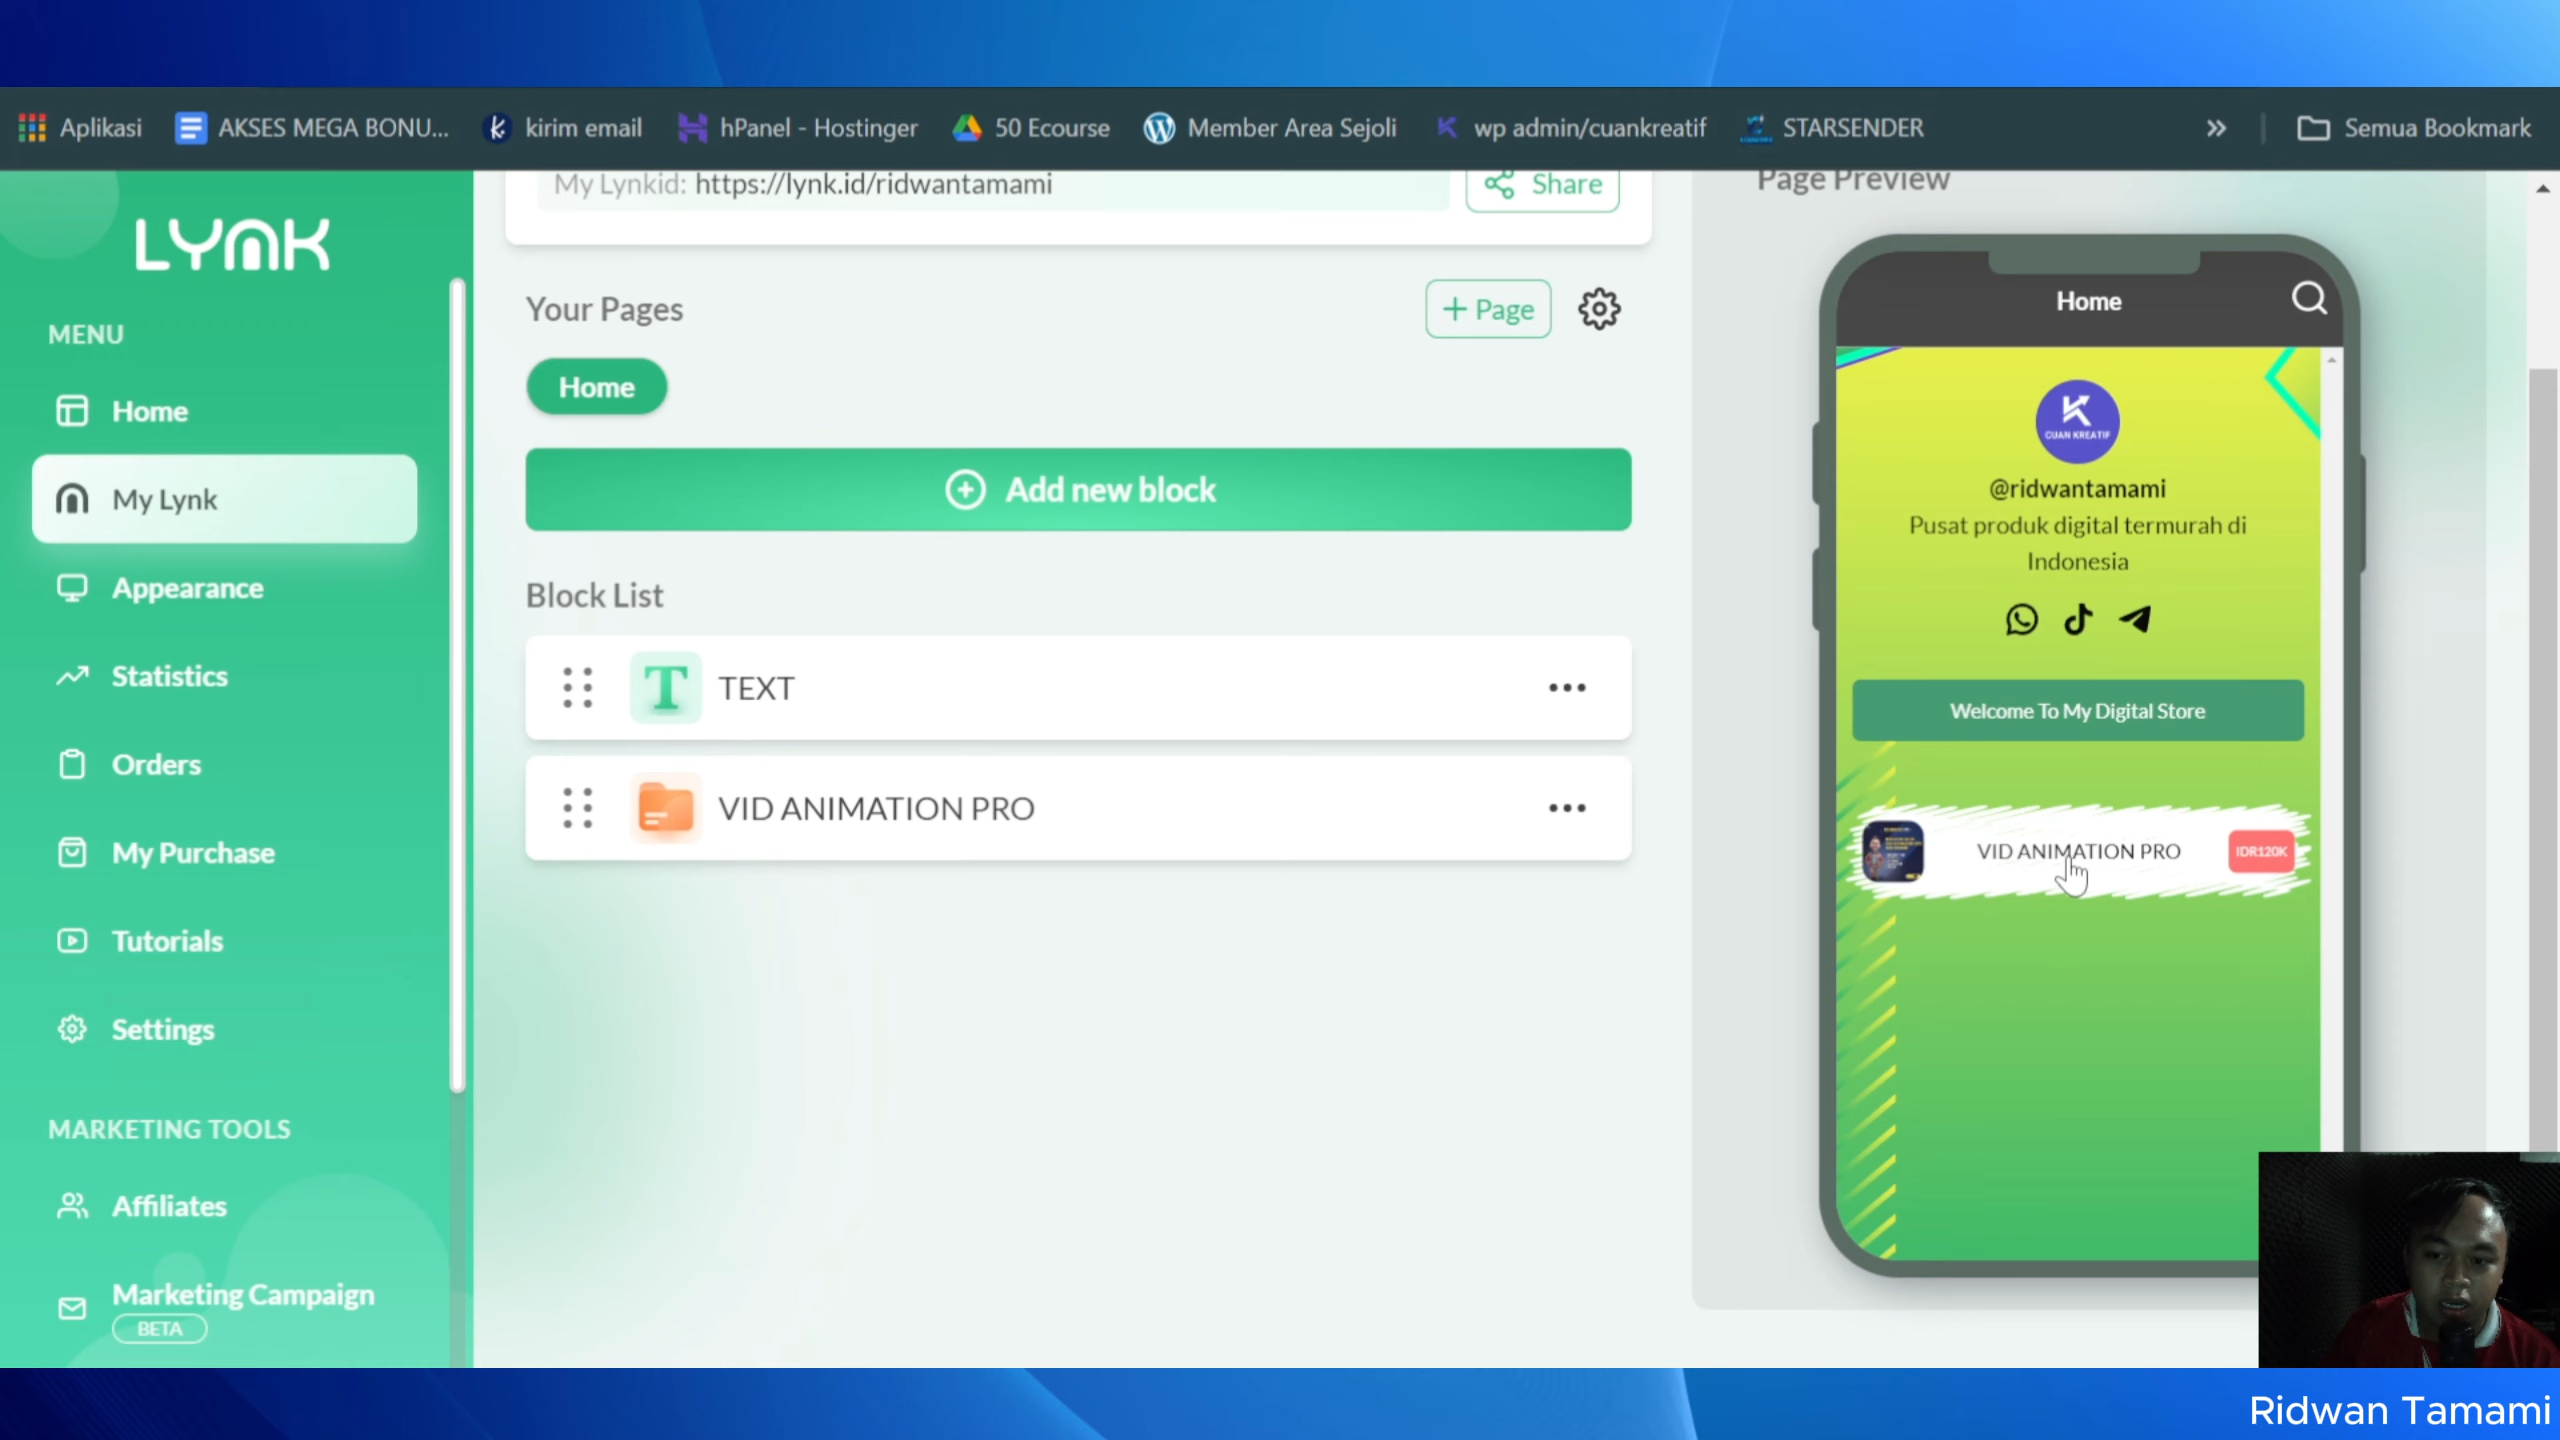 Aplikasi
AKSES MEGA BONU...
kirim email
hPanel - Hostinger
50 Ecourse
Member Area Sejoli
wp admin/cuankreatif
STARSENDER
Semua Bookmark
LYNK
MENU
Home
My Lynk
Appearance
Statistics
Orders
My Purchase
Tutorials
Settings
MARKETING TOOLS
Affiliates
Marketing Campaign
BETA
My Lynkid: https://lynk.id/ridwantamami
Share
Your Pages
+ Page
Home
Add new block
Block List
TEXT
VID ANIMATION PRO
Page Preview
Home
CUAN KREATIF
@ridwantamami
Pusat produk digital termurah di
Indonesia
Welcome To My Digital Store
VID ANIMATION PRO
IDR120K
Ridwan Tamami